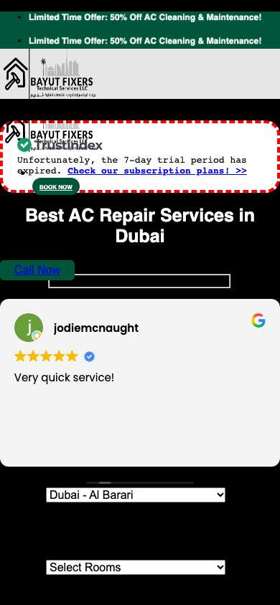 Limited Time Offer: 50% Off AC Cleaning & Maintenance!
Limited Time Offer: 50% Off AC Cleaning & Maintenance!
BAYUT FIXERS
Technical Services LLC
BAYUT FIXERS
Trustindex
Unfortunately, the 7-day trial period has
expired. Check our subscription plans! >>
BOOK NOW
Best AC Repair Services in
Dubai
Call Now
j
jodiemcnaught
Very quick service!
Dubai - Al Barari
Select Rooms